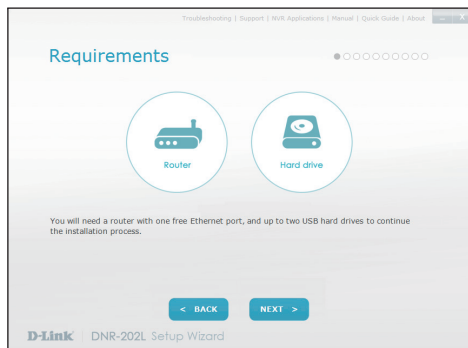 Troubleshooting | Support | NVR Applications | Manual | Quick Guide | About
_ X
Requirements
Router
Hard drive
You will need a router with one free Ethernet port, and up to two USB hard drives to continue
the installation process.
< BACK
NEXT >
D-Link DNR-202L Setup Wizard